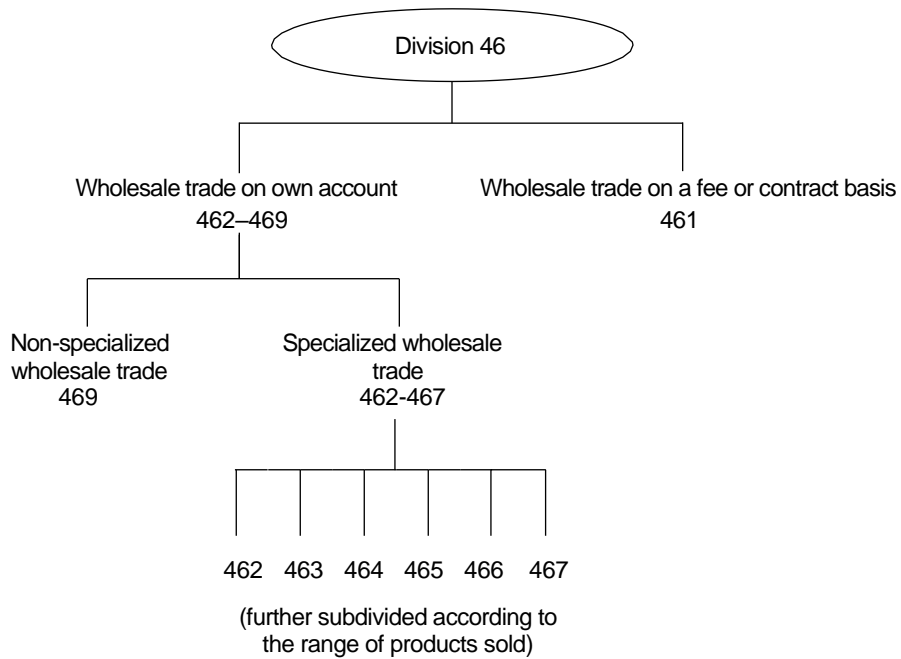 Division 46
Wholesale trade on own account
462–469
Wholesale trade on a fee or contract basis
461
Non-specialized
wholesale trade
469
Specialized wholesale
trade
462-467
462 463 464 465 466 467
(further subdivided according to
the range of products sold)